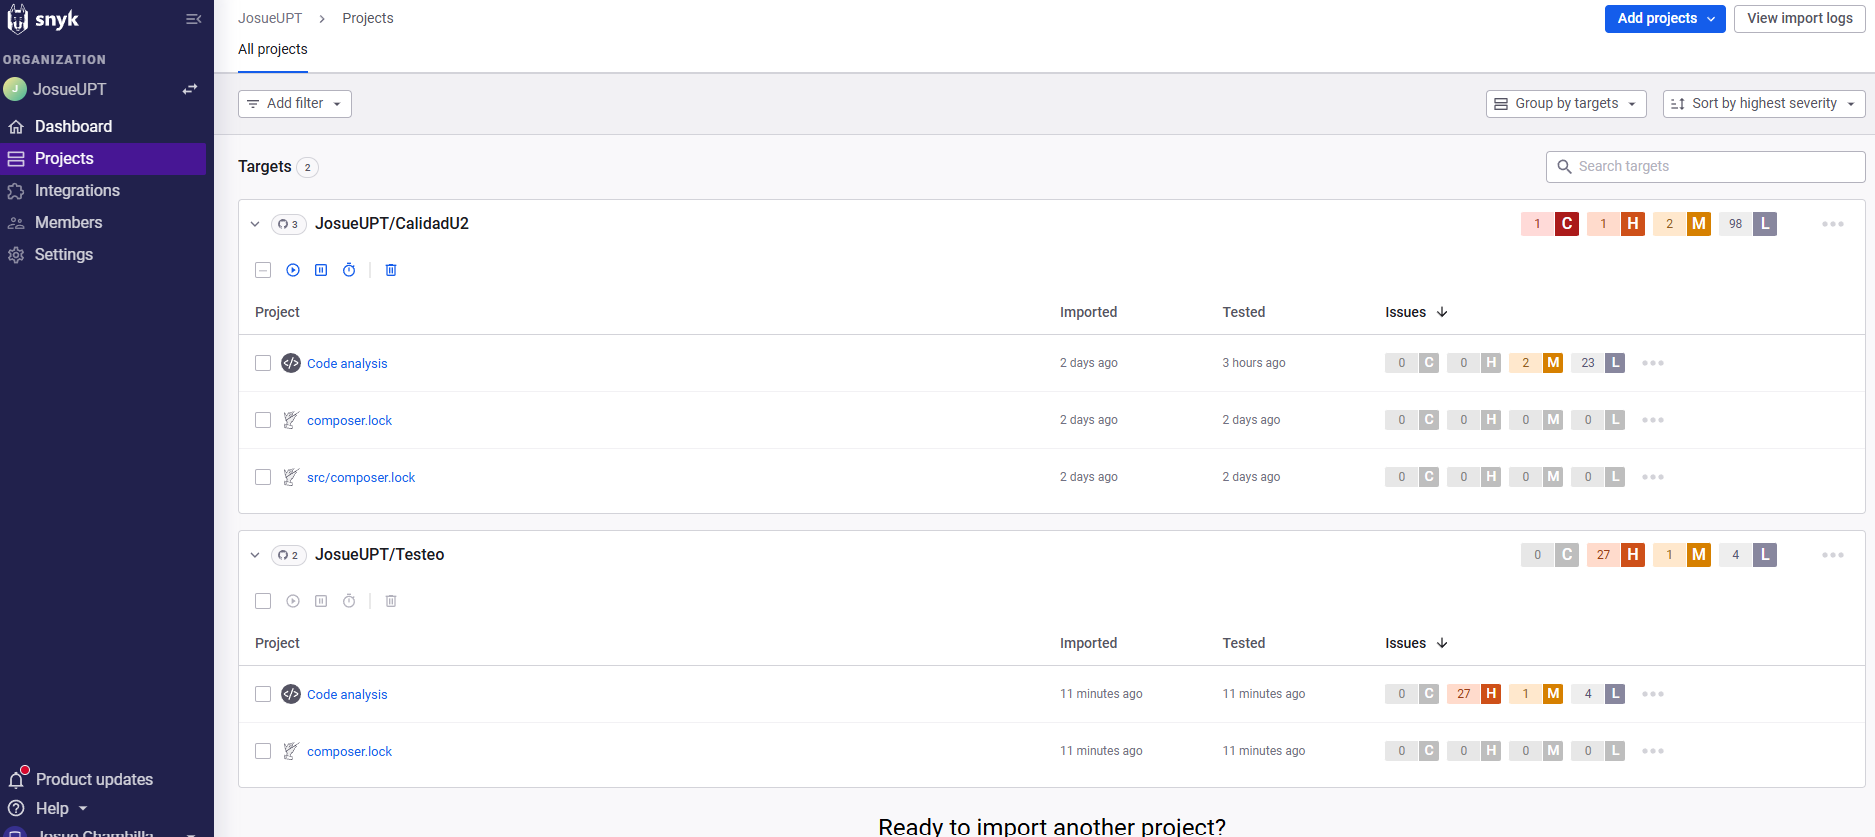 snyk
ORGANIZATION
J JosueUPT
Dashboard
Projects
Integrations
Members
Settings
Product updates
Help
Josue Chambilla
JosueUPT > Projects
Add projects
View import logs
All projects
Add filter
Group by targets
Sort by highest severity
Targets 2
Search targets
3 JosueUPT/CalidadU2 1 C 1 H 2 M 98 L
Project Imported Tested Issues
Code analysis 2 days ago 3 hours ago 0 C 0 H 2 M 23 L
composer.lock 2 days ago 2 days ago 0 C 0 H 0 M 0 L
src/composer.lock 2 days ago 2 days ago 0 C 0 H 0 M 0 L
2 JosueUPT/Testeo 0 C 27 H 1 M 4 L
Project Imported Tested Issues
Code analysis 11 minutes ago 11 minutes ago 0 C 27 H 1 M 4 L
composer.lock 11 minutes ago 11 minutes ago 0 C 0 H 0 M 0 L
Ready to import another project?